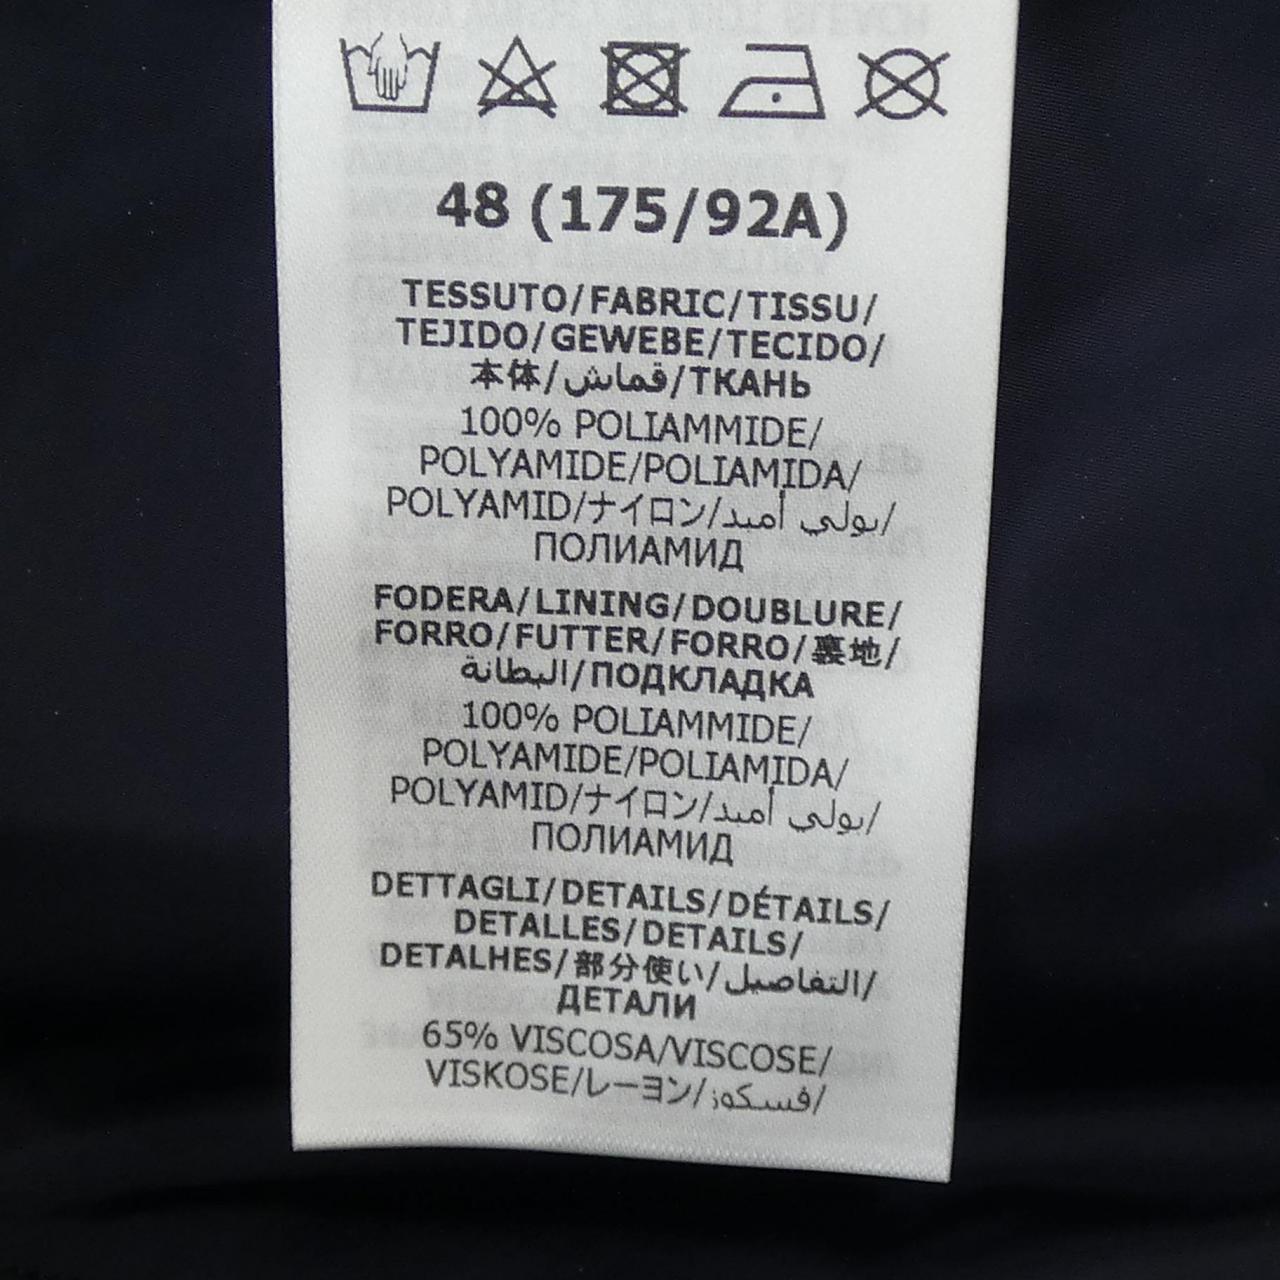 48 (175/92A)
TESSUTO/FABRIC/TISSU/
TEJIDO/GEWEBE/TECIDO/
本体/قماش/ТКАНЬ
100% POLIAMMIDE/
POLYAMIDE/POLIAMIDA/
POLYAMID/ナイロン/بولي أميد/
ПОЛИАМИД
FODERA/LINING/DOUBLURE/
FORRO/FUTTER/FORRO/裏地/
البطانة/ПОДКЛАДКА
100% POLIAMMIDE/
POLYAMIDE/POLIAMIDA/
POLYAMID/ナイロン/بولي أميد/
ПОЛИАМИД
DETTAGLI/DETAILS/DÉTAILS/
DETALLES/DETAILS/
DETALHES/部分使い/التفاصيل/
ДЕТАЛИ
65% VISCOSA/VISCOSE/
VISKOSE/レーヨン/فسكوز/